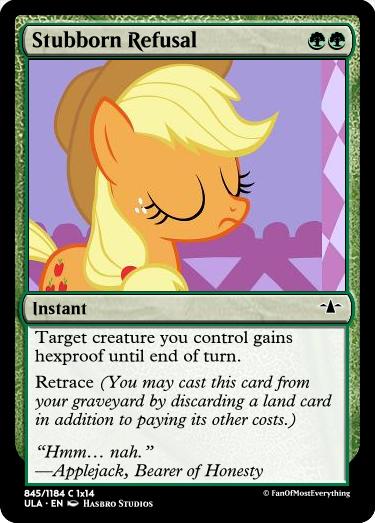 Stubborn Refusal
Instant
Target creature you control gains
hexproof until end of turn.
Retrace (You may cast this card from
your graveyard by discarding a land card
in addition to paying its other costs.)
“Hmm… nah.”
—Applejack, Bearer of Honesty
845/1184 C 1x14
ULA • EN Hasbro Studios
© FanOfMostEverything